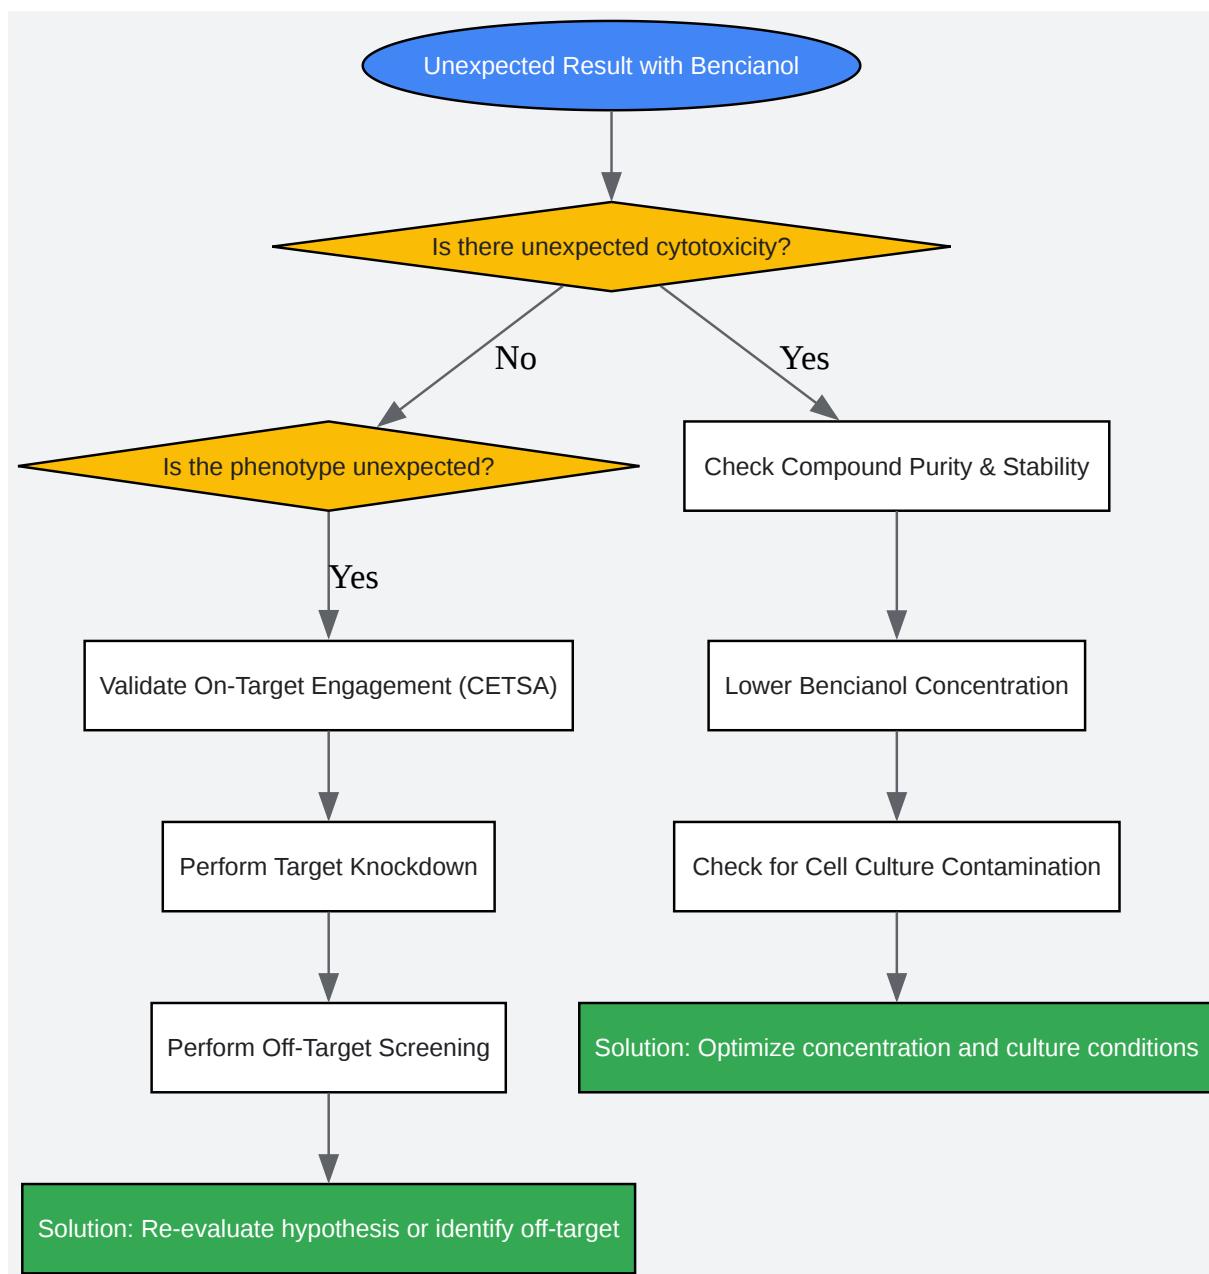 Unexpected Result with Bencianol
Is there unexpected cytotoxicity?
No
Yes
Is the phenotype unexpected?
Check Compound Purity & Stability
Yes
Validate On-Target Engagement (CETSA)
Lower Bencianol Concentration
Perform Target Knockdown
Check for Cell Culture Contamination
Perform Off-Target Screening
Solution: Optimize concentration and culture conditions
Solution: Re-evaluate hypothesis or identify off-target